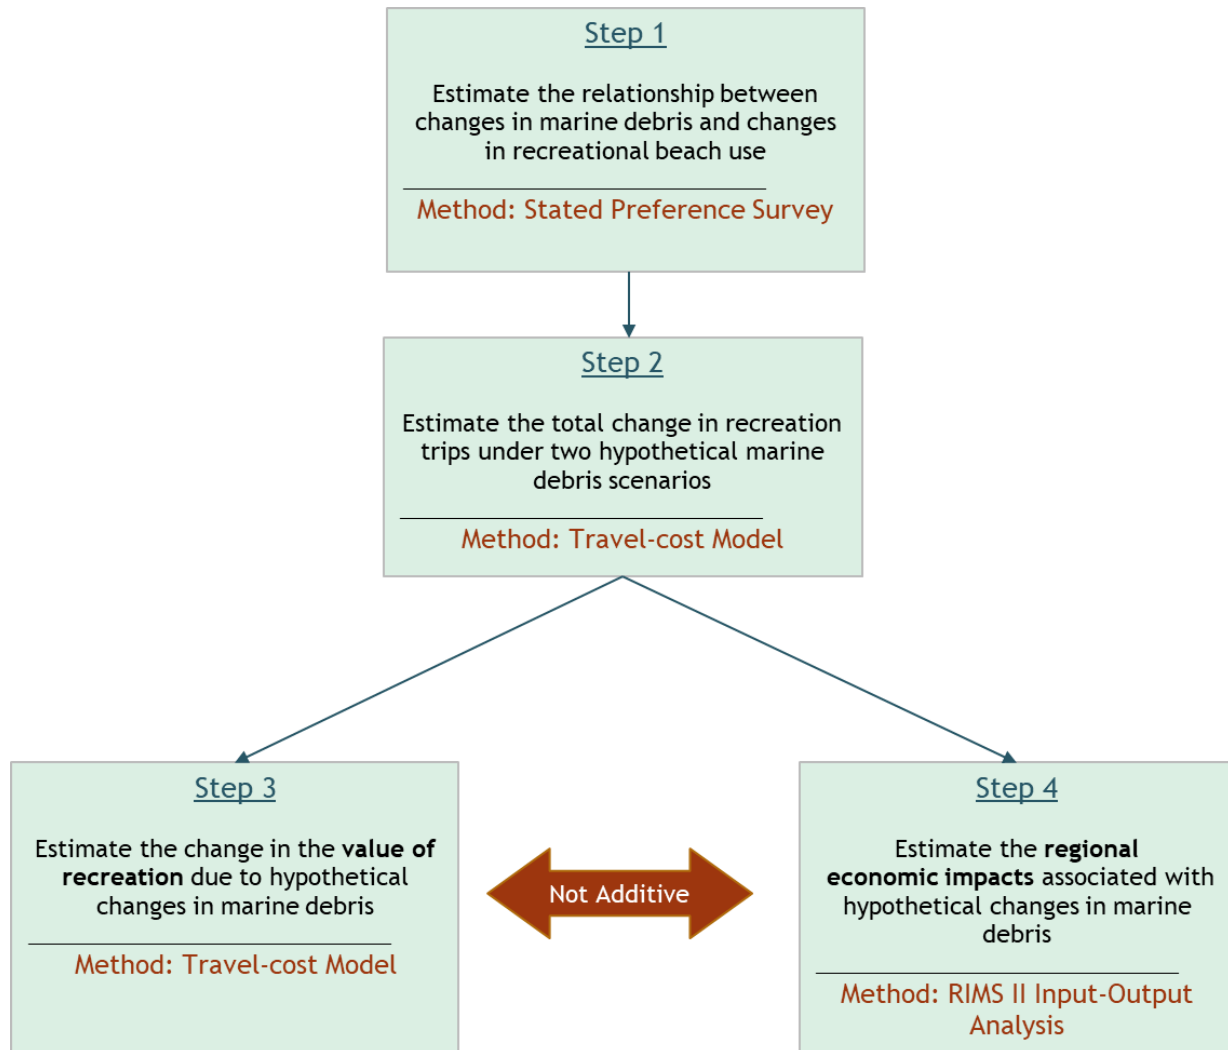 Step 1
Estimate the relationship between
changes in marine debris and changes
in recreational beach use
Method: Stated Preference Survey
Step 2
Estimate the total change in recreation
trips under two hypothetical marine
debris scenarios
Method: Travel-cost Model
Step 3
Estimate the change in the value of
recreation due to hypothetical
changes in marine debris
Method: Travel-cost Model
Not Additive
Step 4
Estimate the regional
economic impacts associated with
hypothetical changes in marine
debris
Method: RIMS II Input-Output
Analysis